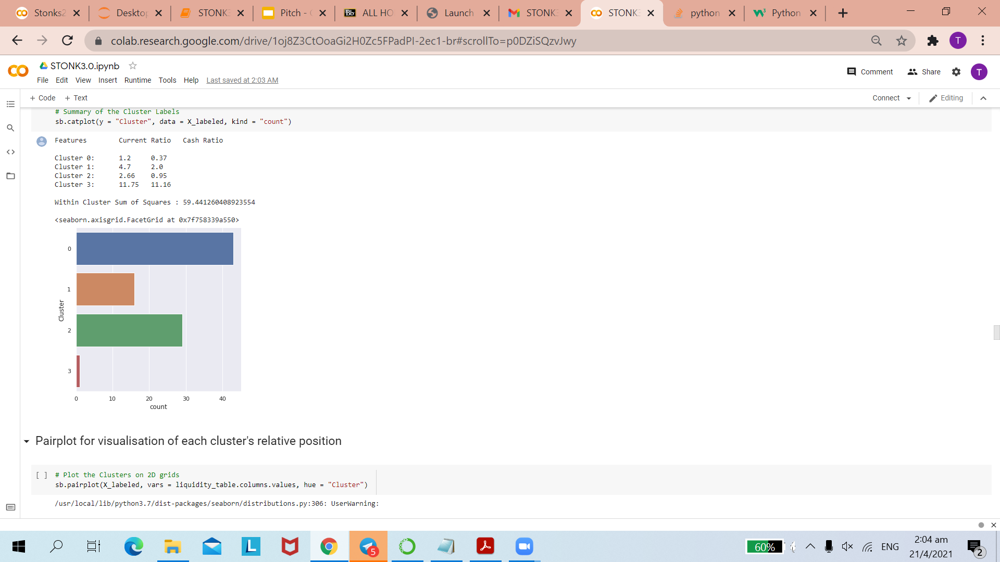 Stonks2
Desktop
STONK3
Pitch - G
Bb ALL HO
Launch
STONK3
STONK3
python
Python
colab.research.google.com/drive/1oj8Z3CtOoaGi2H0Zc5FPadPI-2ec1-br#scrollTo=p0DZiSQzvJwy
T
STONK3.0.ipynb
Comment
Share
T
File Edit View Insert Runtime Tools Help Last saved at 2:03 AM
+ Code + Text
Connect
Editing
# Summary of the Cluster Labels
sb.catplot(y = "Cluster", data = X_labeled, kind = "count")
Features Current Ratio Cash Ratio
Cluster 0: 1.2 0.37
Cluster 1: 4.7 2.0
Cluster 2: 2.66 0.95
Cluster 3: 11.75 11.16
Within Cluster Sum of Squares : 59.441260408923554
<seaborn.axisgrid.FacetGrid at 0x7f758339a550>
0
1
Cluster
2
3
0 10 20 30 40
count
Pairplot for visualisation of each cluster's relative position
[ ] # Plot the Clusters on 2D grids
sb.pairplot(X_labeled, vars = liquidity_table.columns.values, hue = "Cluster")
/usr/local/lib/python3.7/dist-packages/seaborn/distributions.py:306: UserWarning:
L
5
60%
ENG
2:04 am
21/4/2021
2